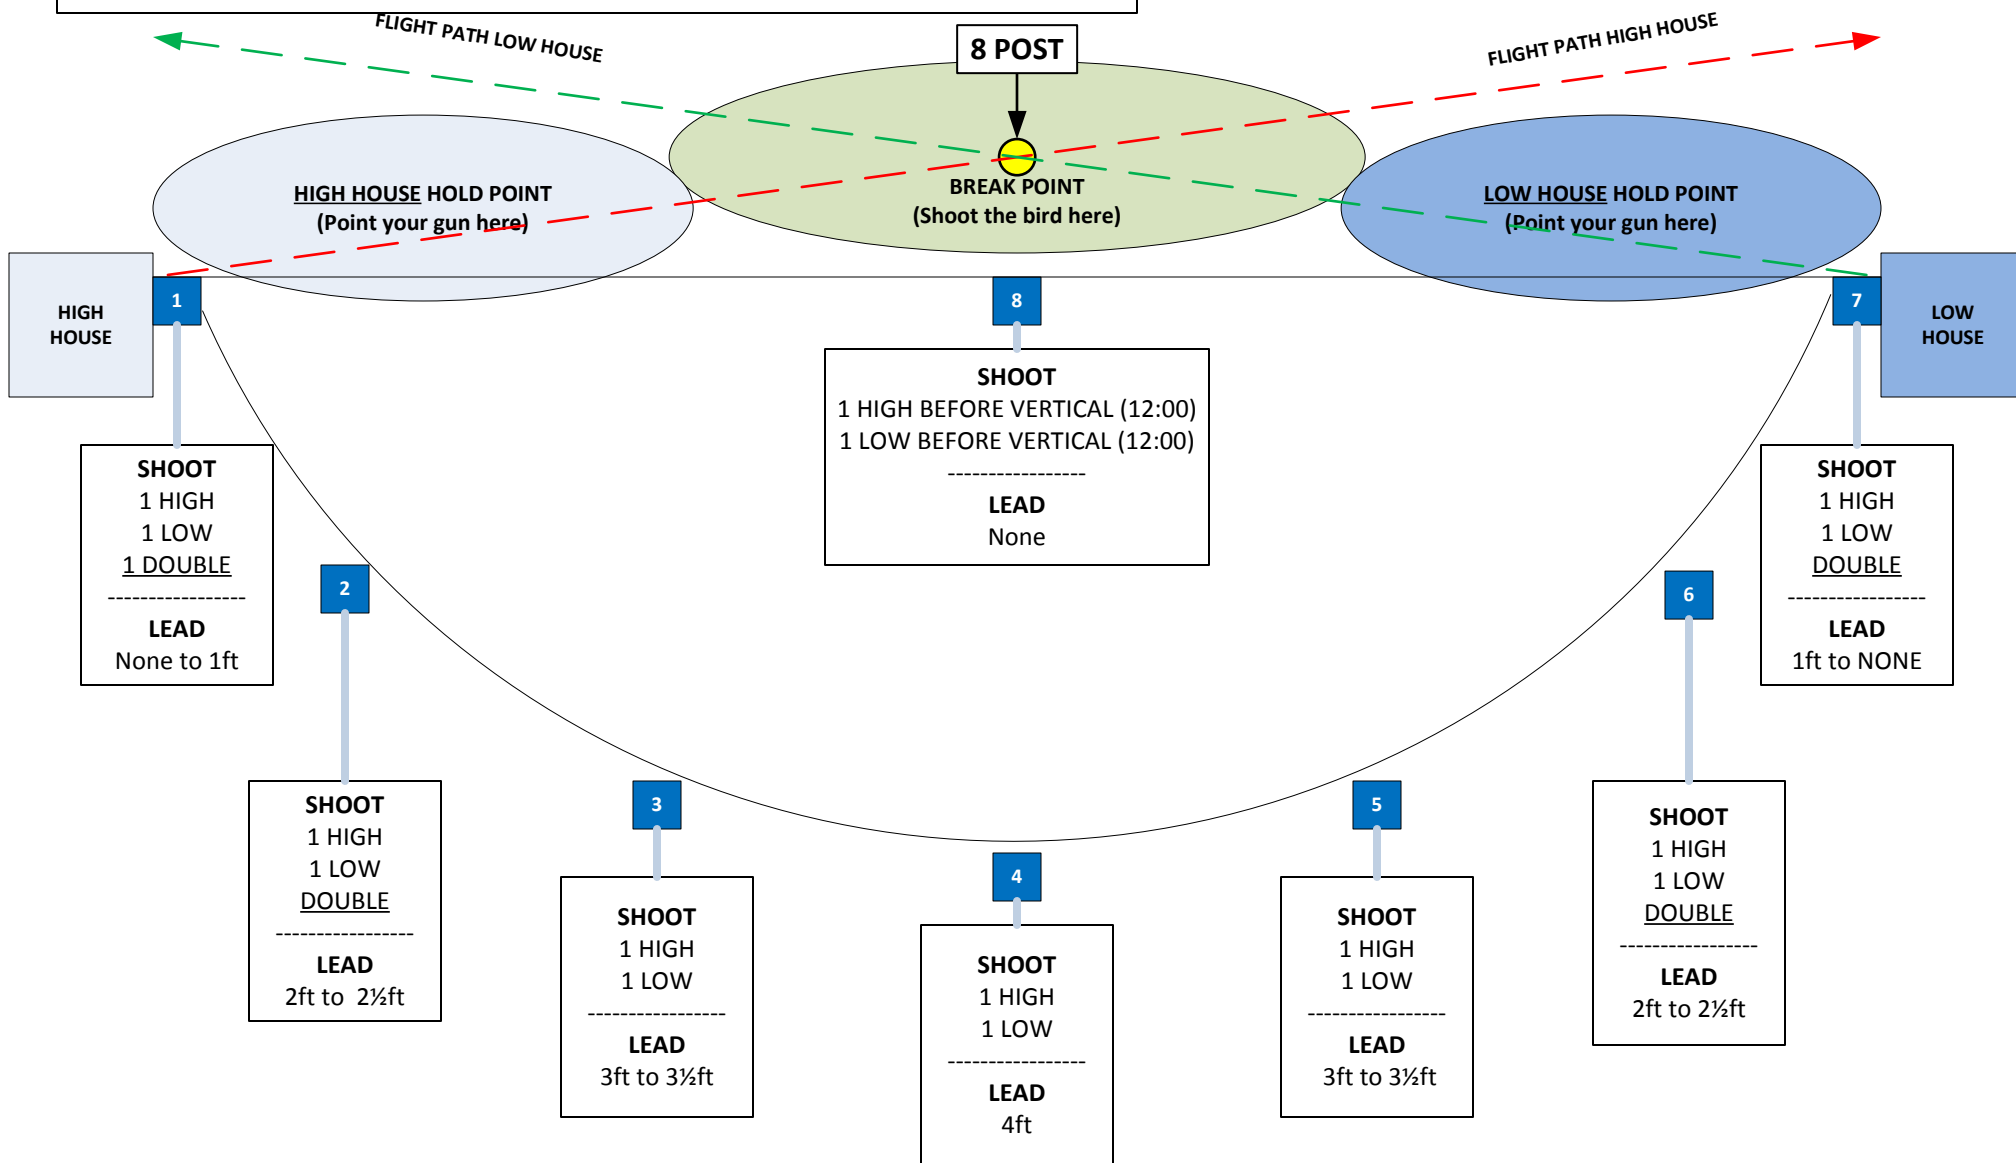 FLIGHT PATH LOW HOUSE
8 POST
FLIGHT PATH HIGH HOUSE
HIGH HOUSE HOLD POINT
(Point your gun here)
BREAK POINT
(Shoot the bird here)
LOW HOUSE HOLD POINT
(Point your gun here)
HIGH
HOUSE
1
8
7
LOW
HOUSE
SHOOT
1 HIGH BEFORE VERTICAL (12:00)
1 LOW BEFORE VERTICAL (12:00)
-----------------
LEAD
None
SHOOT
1 HIGH
1 LOW
1 DOUBLE
-----------------
LEAD
None to 1ft
SHOOT
1 HIGH
1 LOW
DOUBLE
-----------------
LEAD
1ft to NONE
2
6
SHOOT
1 HIGH
1 LOW
DOUBLE
-----------------
LEAD
2ft to  2½ft
3
SHOOT
1 HIGH
1 LOW
-----------------
LEAD
3ft to 3½ft
4
SHOOT
1 HIGH
1 LOW
-----------------
LEAD
4ft
5
SHOOT
1 HIGH
1 LOW
-----------------
LEAD
3ft to 3½ft
SHOOT
1 HIGH
1 LOW
DOUBLE
-----------------
LEAD
2ft to 2½ft